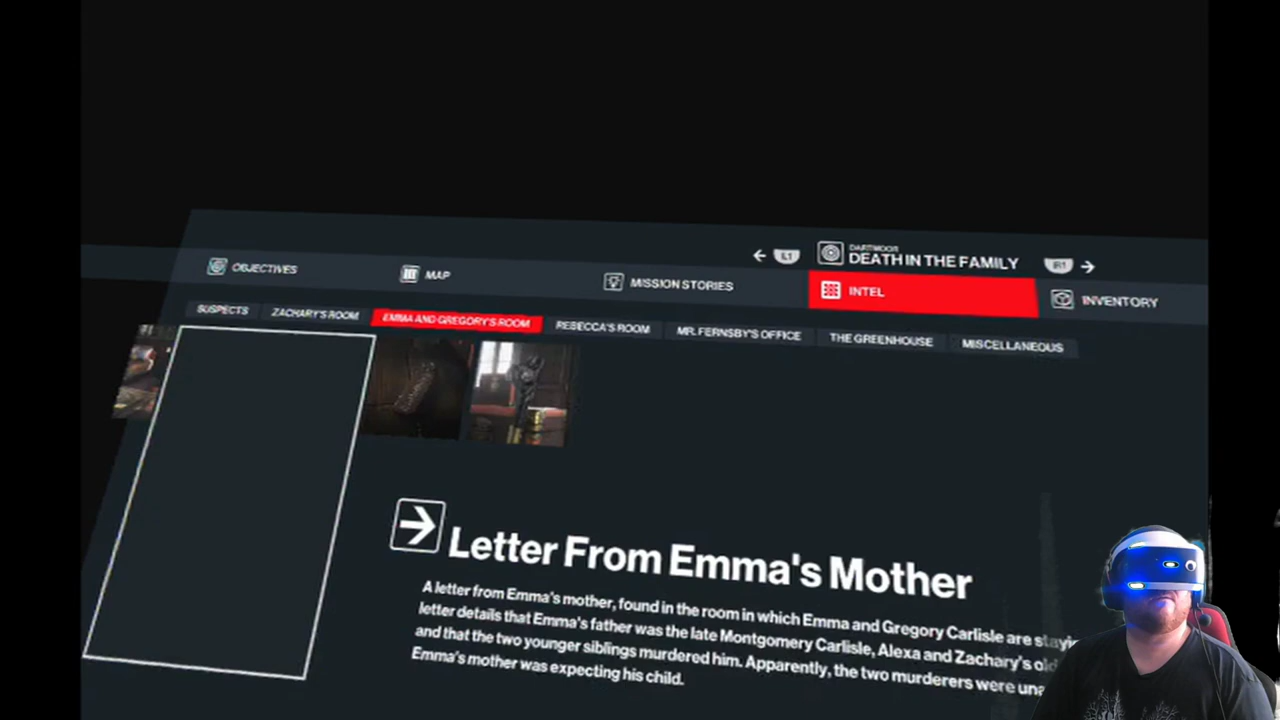 L1
DARTMOOR
DEATH IN THE FAMILY
R1
OBJECTIVES
MAP
MISSION STORIES
INTEL
INVENTORY
SUSPECTS
ZACHARY'S ROOM
EMMA AND GREGORY'S ROOM
REBECCA'S ROOM
MR. FERNSBY'S OFFICE
THE GREENHOUSE
MISCELLANEOUS
Letter From Emma's Mother
A letter from Emma's mother, found in the room in which Emma and Gregory Carlisle are
letter details that Emma's father was the late Montgomery Carlisle, Alexa and Zachary's
and that the two younger siblings murdered him. Apparently, the two murderers were
Emma's mother was expecting his child.